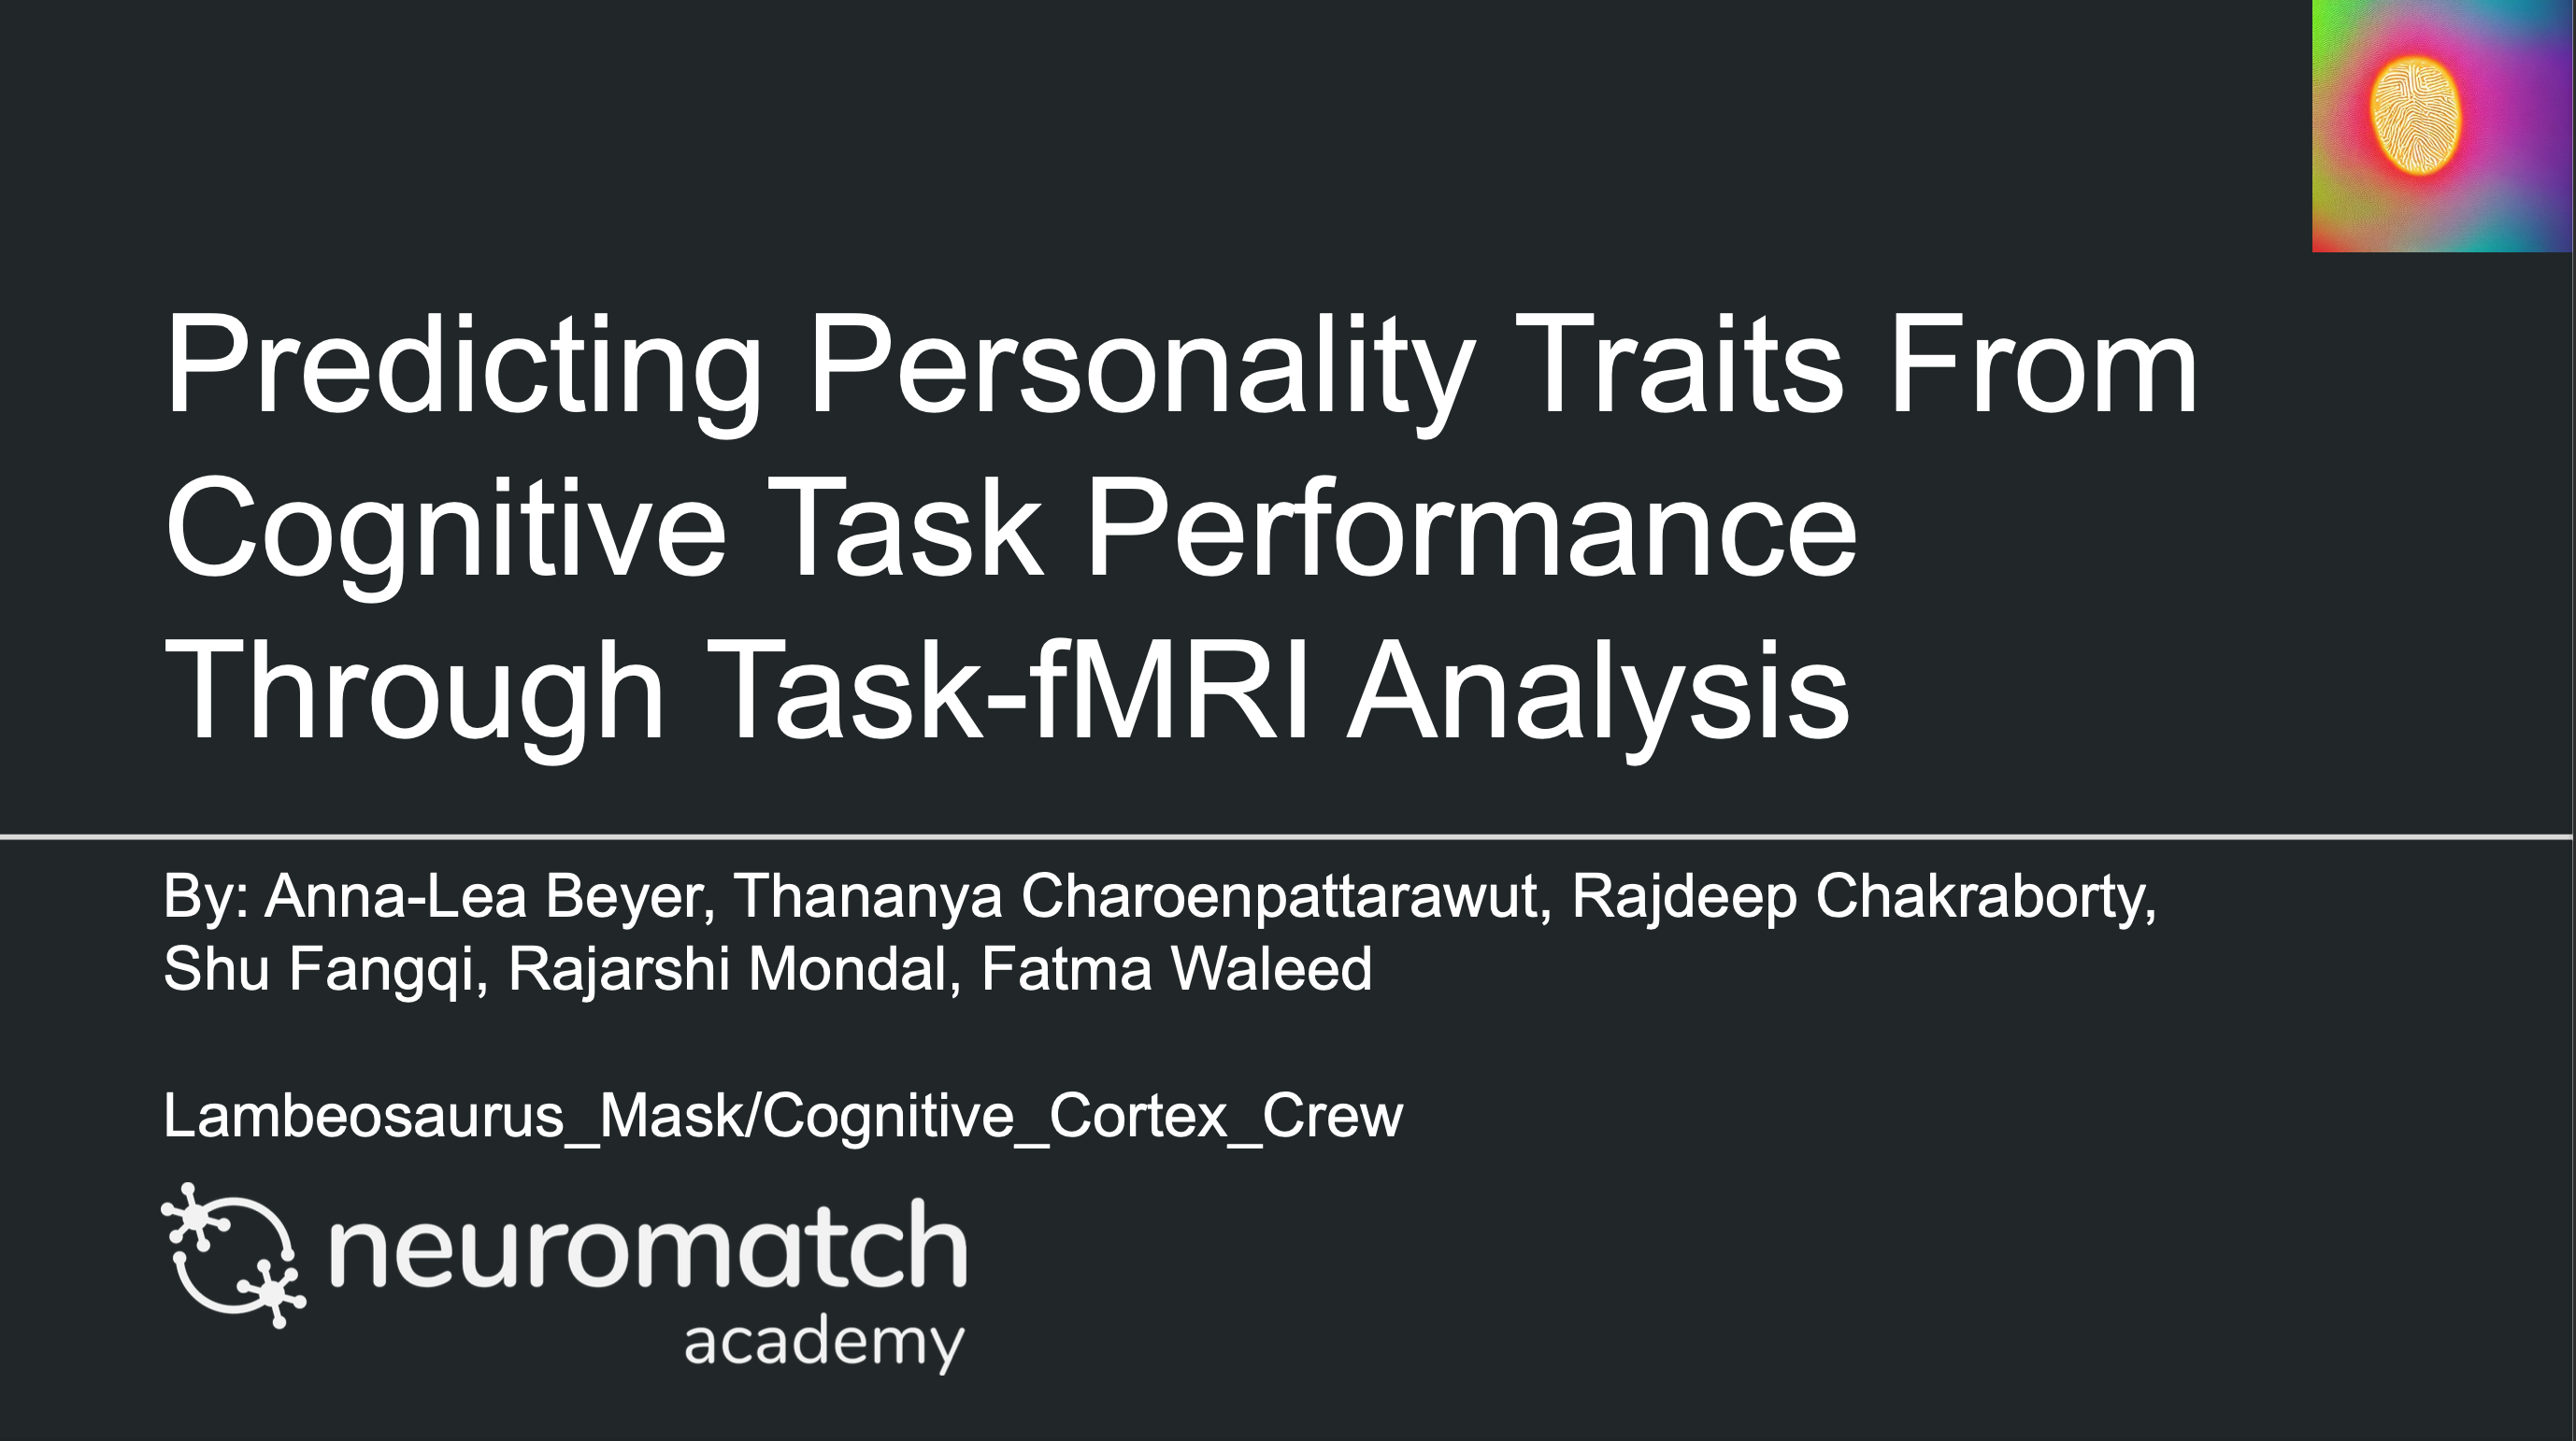 Predicting Personality Traits From
Cognitive Task Performance
Through Task-fMRI Analysis
By: Anna-Lea Beyer, Thananya Charoenpattarawut, Rajdeep Chakraborty,
Shu Fangqi, Rajarshi Mondal, Fatma Waleed
Lambeosaurus_Mask/Cognitive_Cortex_Crew
neuromatch
academy